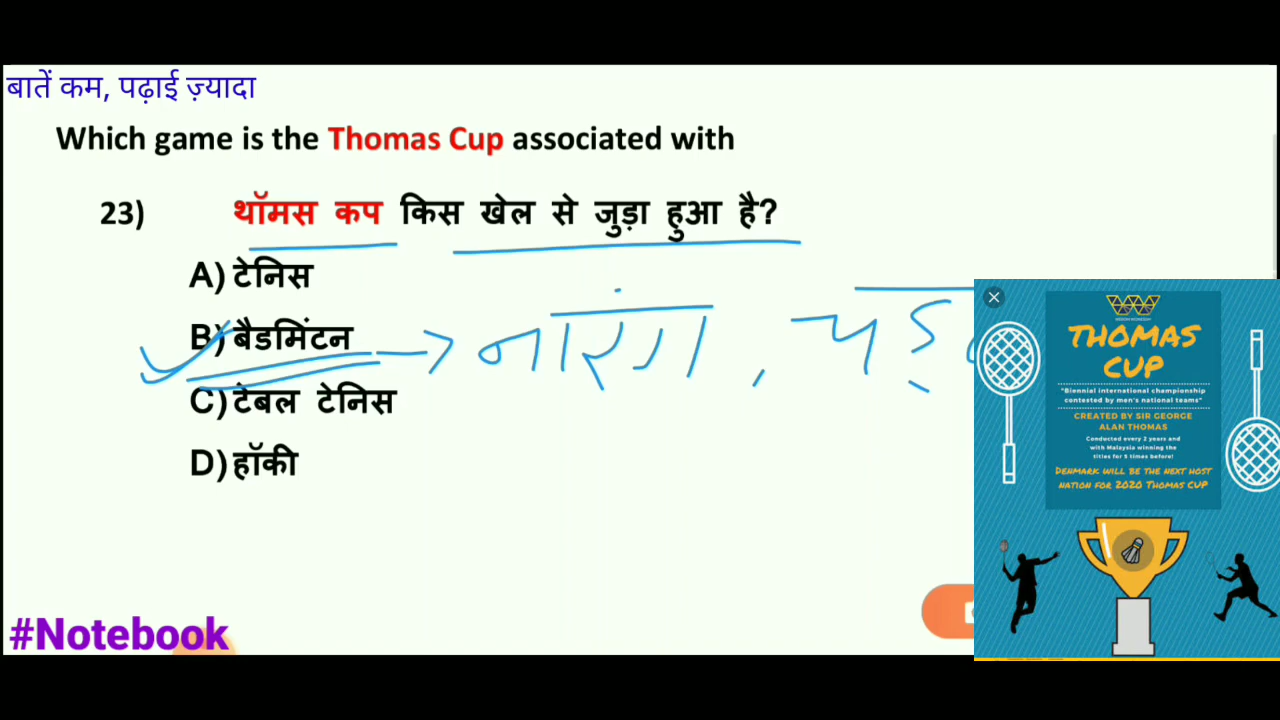 बातें कम, पढ़ाई ज़्यादा
Which game is the Thomas Cup associated with
23) थॉमस कप किस खेल से जुड़ा हुआ है?
A) टेनिस
B) बैडमिंटन
नारंग,
C) टेबल टेनिस
D) हॉकी
#Notebook
THOMAS
CUP
"Biennial international championship
contested by men's national teams"
CREATED BY SIR GEORGE
ALAN THOMAS
Conducted every 2 years and
with Malaysia winning the
titles for 5 times before!
DENMARK WILL BE THE NEXT HOST
NATION FOR 2020 THOMAS CUP